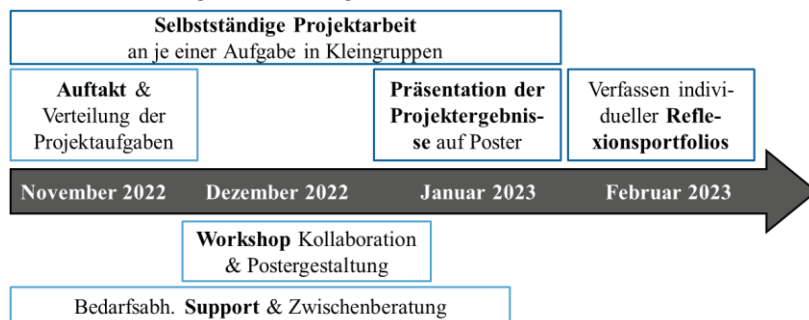 Selbstständige Projektarbeit
an je einer Aufgabe in Kleingruppen
Auftakt &
Verteilung der
Projektaufgaben
Präsentation der
Projektergebnis-
se auf Poster
Verfassen indivi-
dueller Refle-
xionsportfolios
November 2022
Dezember 2022
Januar 2023
Februar 2023
Workshop Kollaboration
& Postergestaltung
Bedarfsabh. Support & Zwischenberatung